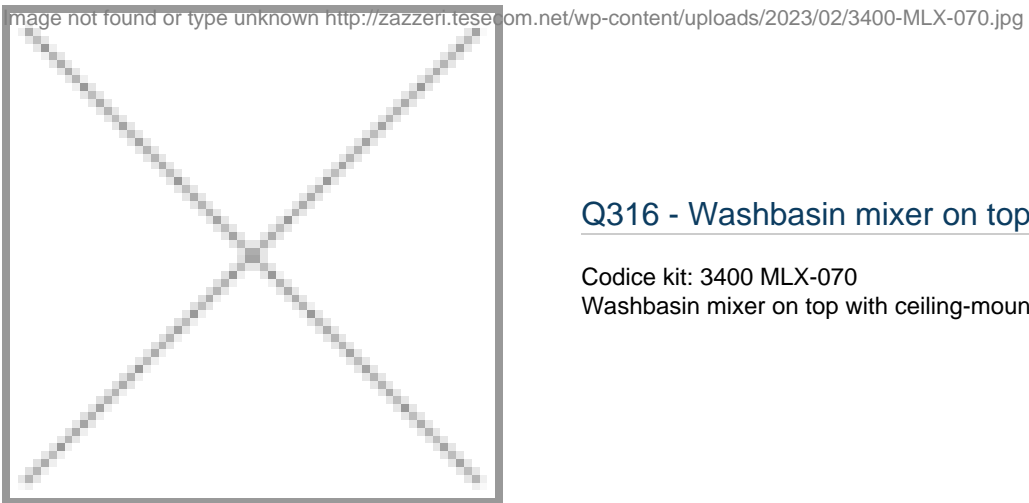 Image not found or type unknown http://zazzeri.tesecom.net/wp-content/uploads/2023/02/3400-MLX-070.jpg
Q316 - Washbasin mixer on top
Codice kit: 3400 MLX-070
Washbasin mixer on top with ceiling-moun